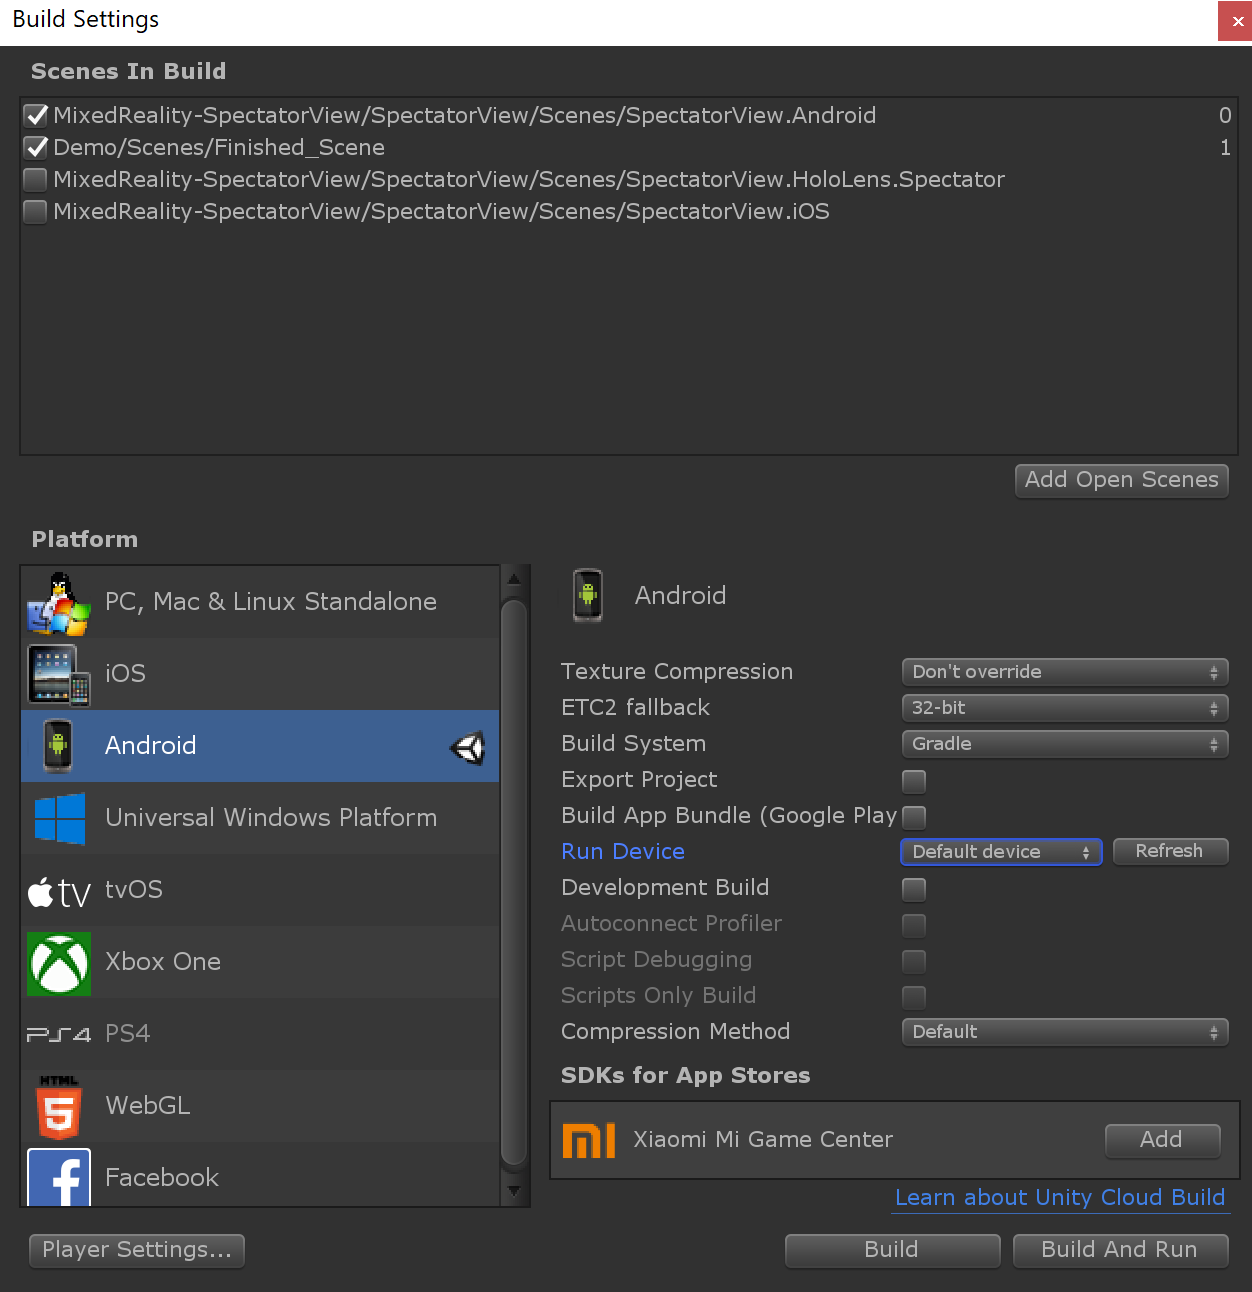 Build Settings
Scenes In Build
MixedReality-SpectatorView/SpectatorView/Scenes/SpectatorView.Android 0
Demo/Scenes/Finished_Scene 1
MixedReality-SpectatorView/SpectatorView/Scenes/SpectatorView.HoloLens.Spectator
MixedReality-SpectatorView/SpectatorView/Scenes/SpectatorView.iOS
Add Open Scenes
Platform
PC, Mac & Linux Standalone
iOS
Android
Universal Windows Platform
tv tvOS
Xbox One
PS4 PS4
HTML
5 WebGL
f Facebook
Android
Texture Compression Don't override
ETC2 fallback 32-bit
Build System Gradle
Export Project
Build App Bundle (Google Play
Run Device Default device Refresh
Development Build
Autoconnect Profiler
Script Debugging
Scripts Only Build
Compression Method Default
SDKs for App Stores
mi Xiaomi Mi Game Center Add
Learn about Unity Cloud Build
Player Settings... Build Build And Run